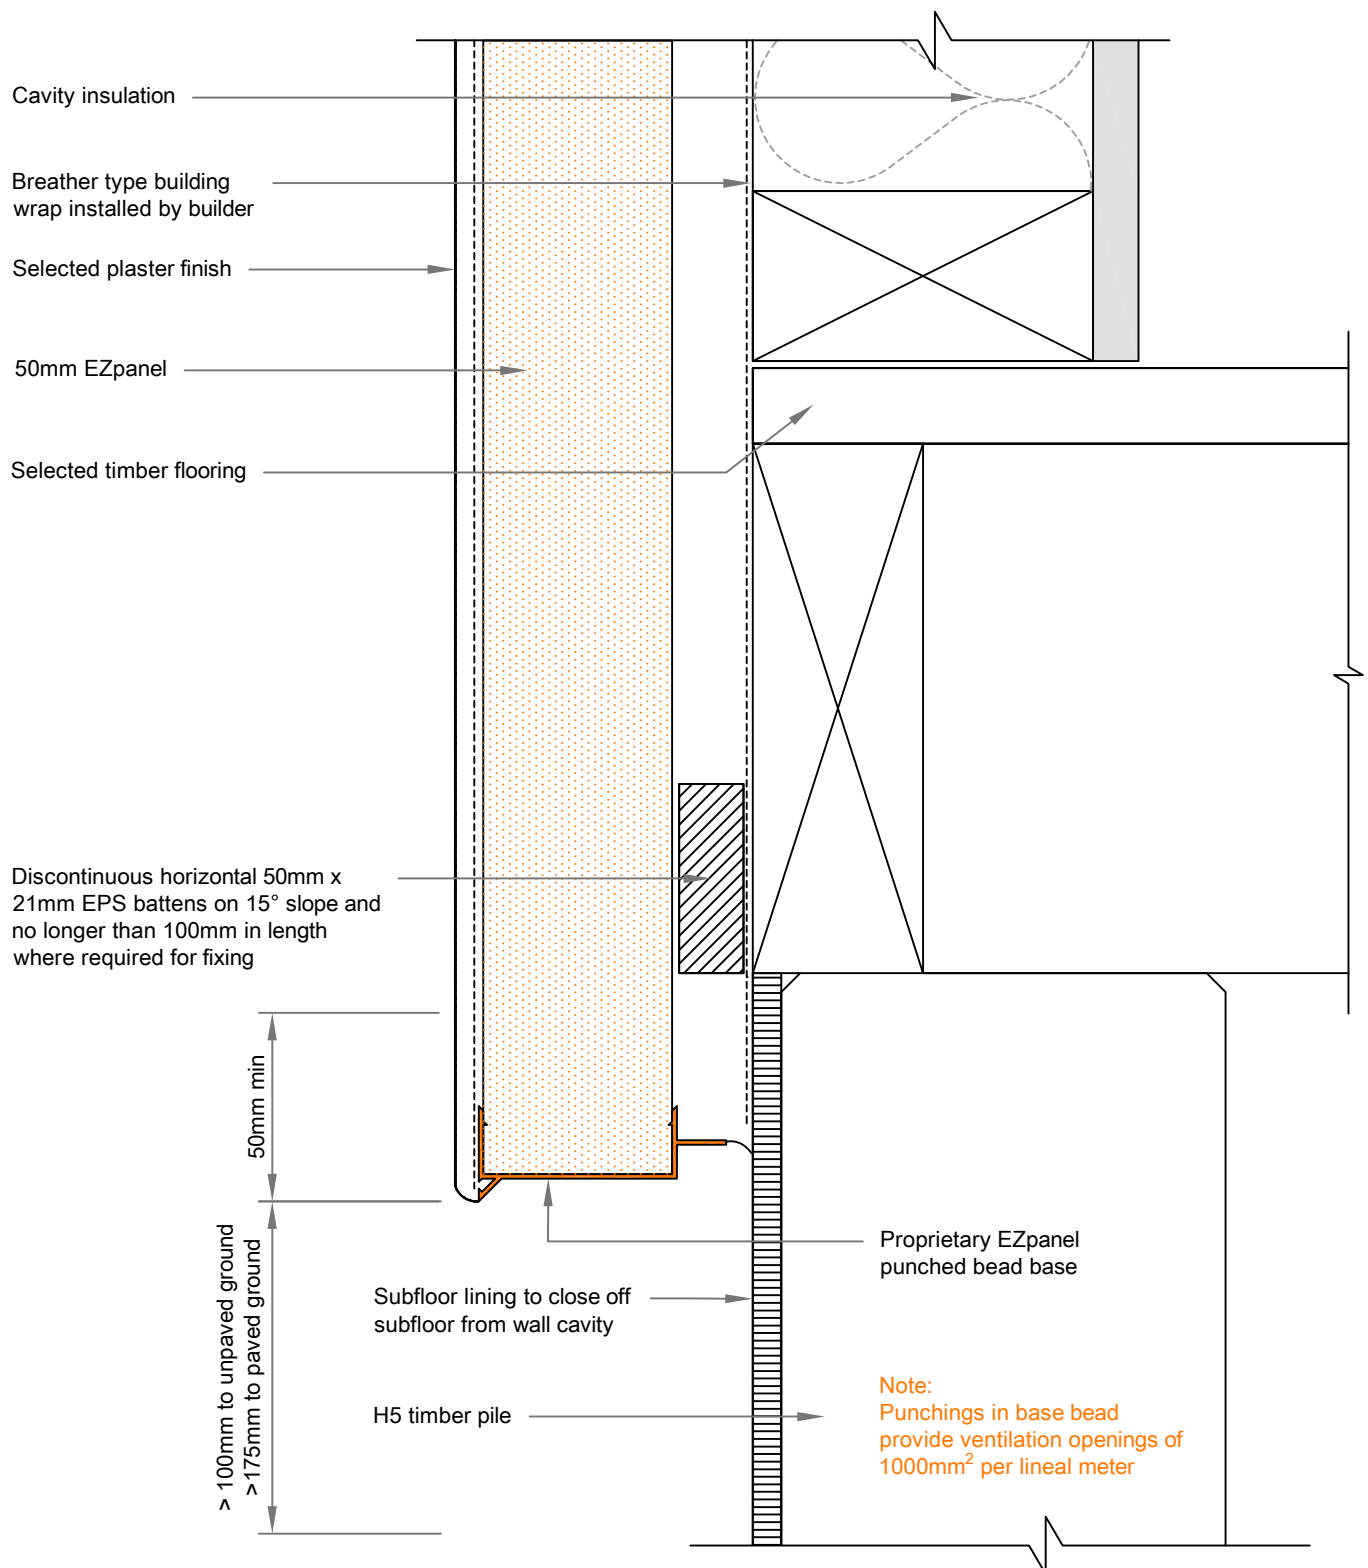 Cavity insulation
Breather type building
wrap installed by builder
Selected plaster finish
50mm EZpanel
Selected timber flooring
Discontinuous horizontal 50mm x
21mm EPS battens on 15° slope and
no longer than 100mm in length
where required for fixing
50mm min
> 100mm to unpaved ground
>175mm to paved ground
Proprietary EZpanel
punched bead base
Subfloor lining to close off
subfloor from wall cavity
H5 timber pile
Note:
Punchings in base bead
provide ventilation openings of
1000mm² per lineal meter